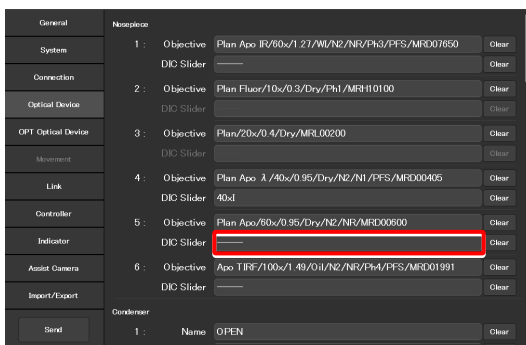 General
System
Connection
Optical Device
OPT Optical Device
Movement
Link
Controller
Indicator
Assist Camera
Import/Export
Send
Nosepiece
1 : Objective Plan Apo IR/60x/1.27/WI/N2/NR/Ph3/PFS/MRD07650 Clear
DIC Slider ―― Clear
2 : Objective Plan Fluor/10x/0.3/Dry/Ph1/MRH10100 Clear
DIC Slider Clear
3 : Objective Plan/20x/0.4/Dry/MRL00200 Clear
DIC Slider Clear
4 : Objective Plan Apo λ/40x/0.95/Dry/N2/N1/PFS/MRD00405 Clear
DIC Slider 40xI Clear
5 : Objective Plan Apo/60x/0.95/Dry/N2/NR/MRD00600 Clear
DIC Slider ―― Clear
6 : Objective Apo TIRF/100x/1.49/Oil/N2/NR/Ph4/PFS/MRD01991 Clear
DIC Slider ―― Clear
Condenser
1 : Name OPEN Clear